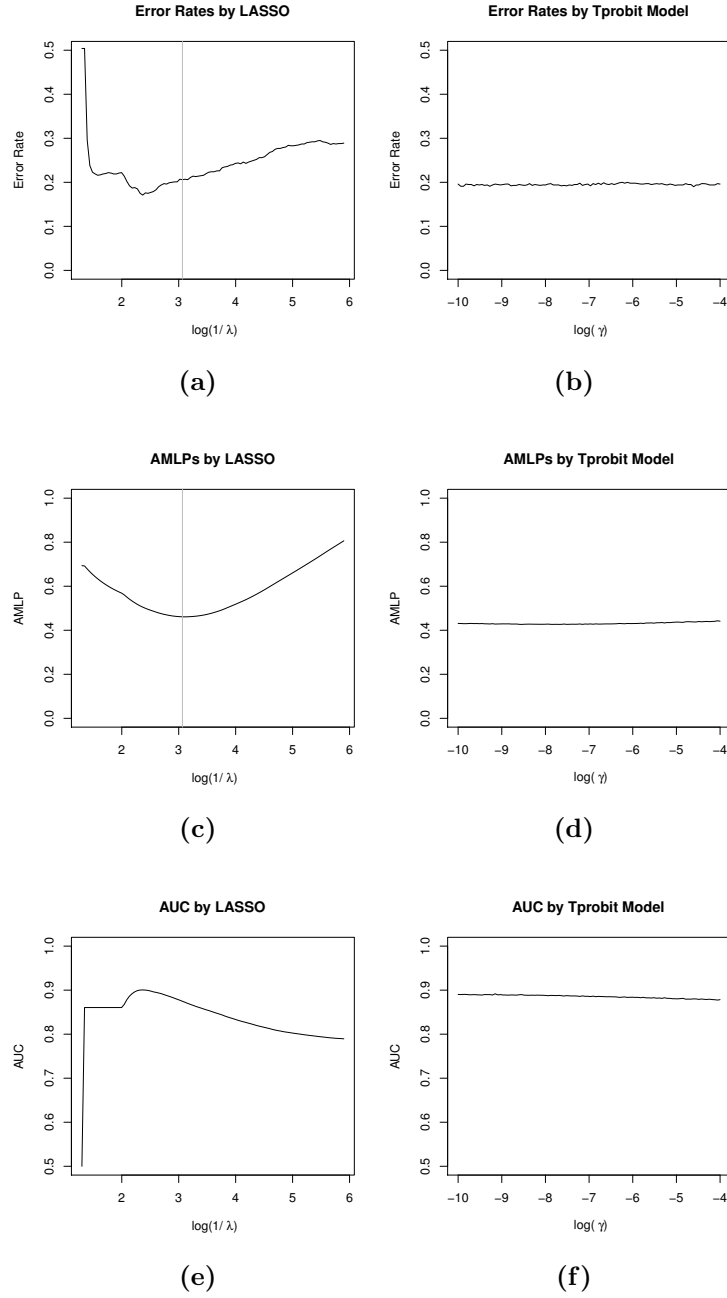 Error Rates by LASSO
Error Rate
0.0 0.1 0.2 0.3 0.4 0.5
2 3 4 5 6
log(1/ λ)
(a)
Error Rates by Tprobit Model
Error Rate
0.0 0.1 0.2 0.3 0.4 0.5
−10 −9 −8 −7 −6 −5 −4
log( γ)
(b)
AMLPs by LASSO
AMLP
0.0 0.2 0.4 0.6 0.8 1.0
2 3 4 5 6
log(1/ λ)
(c)
AMLPs by Tprobit Model
AMLP
0.0 0.2 0.4 0.6 0.8 1.0
−10 −9 −8 −7 −6 −5 −4
log( γ)
(d)
AUC by LASSO
AUC
0.5 0.6 0.7 0.8 0.9 1.0
2 3 4 5 6
log(1/ λ)
(e)
AUC by Tprobit Model
AUC
0.5 0.6 0.7 0.8 0.9 1.0
−10 −9 −8 −7 −6 −5 −4
log( γ)
(f)